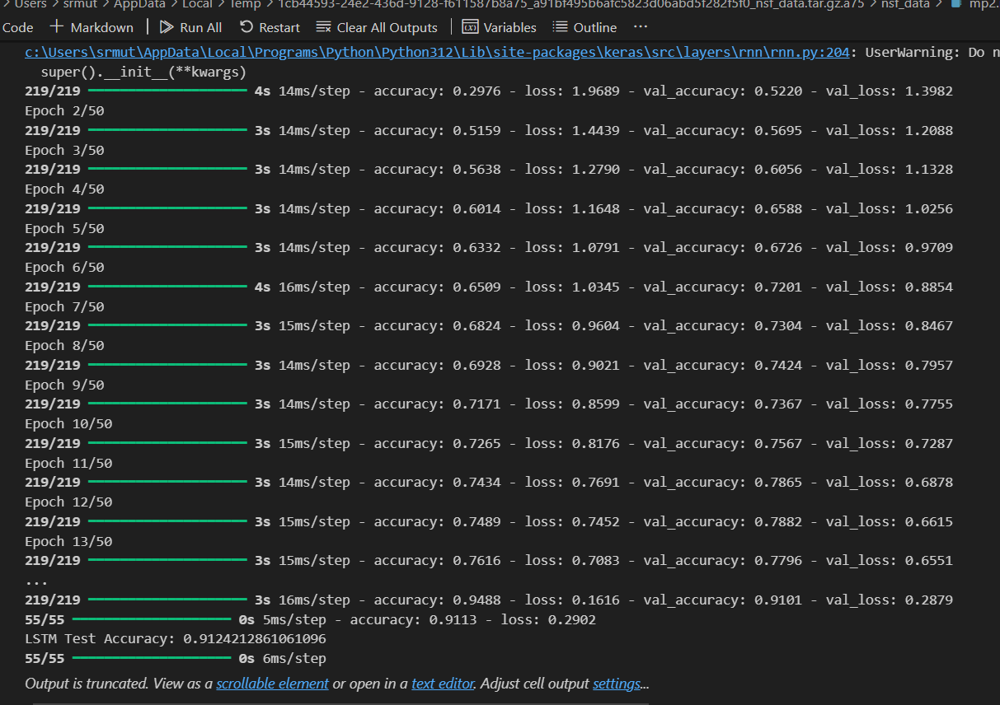 Users > srmut > AppData > Local > Temp > 1cb44593-24e2-436d-9128-f611587b8a75_a91bf495b6afc5823d06abd5f282f5f0_nsf_data.tar.gz.a75 > nsf_data > mp2.
Code + Markdown | Run All Restart Clear All Outputs | Variables Outline ...
c:\Users\srmut\AppData\Local\Programs\Python\Python312\Lib\site-packages\keras\src\layers\rnn\rnn.py:204: UserWarning: Do n
super().__init__(**kwargs)
219/219 4s 14ms/step - accuracy: 0.2976 - loss: 1.9689 - val_accuracy: 0.5220 - val_loss: 1.3982
Epoch 2/50
219/219 3s 14ms/step - accuracy: 0.5159 - loss: 1.4439 - val_accuracy: 0.5695 - val_loss: 1.2088
Epoch 3/50
219/219 3s 14ms/step - accuracy: 0.5638 - loss: 1.2790 - val_accuracy: 0.6056 - val_loss: 1.1328
Epoch 4/50
219/219 3s 14ms/step - accuracy: 0.6014 - loss: 1.1648 - val_accuracy: 0.6588 - val_loss: 1.0256
Epoch 5/50
219/219 3s 14ms/step - accuracy: 0.6332 - loss: 1.0791 - val_accuracy: 0.6726 - val_loss: 0.9709
Epoch 6/50
219/219 4s 16ms/step - accuracy: 0.6509 - loss: 1.0345 - val_accuracy: 0.7201 - val_loss: 0.8854
Epoch 7/50
219/219 3s 15ms/step - accuracy: 0.6824 - loss: 0.9604 - val_accuracy: 0.7304 - val_loss: 0.8467
Epoch 8/50
219/219 3s 14ms/step - accuracy: 0.6928 - loss: 0.9021 - val_accuracy: 0.7424 - val_loss: 0.7957
Epoch 9/50
219/219 3s 14ms/step - accuracy: 0.7171 - loss: 0.8599 - val_accuracy: 0.7367 - val_loss: 0.7755
Epoch 10/50
219/219 3s 15ms/step - accuracy: 0.7265 - loss: 0.8176 - val_accuracy: 0.7567 - val_loss: 0.7287
Epoch 11/50
219/219 3s 14ms/step - accuracy: 0.7434 - loss: 0.7691 - val_accuracy: 0.7865 - val_loss: 0.6878
Epoch 12/50
219/219 3s 15ms/step - accuracy: 0.7489 - loss: 0.7452 - val_accuracy: 0.7882 - val_loss: 0.6615
Epoch 13/50
219/219 3s 15ms/step - accuracy: 0.7616 - loss: 0.7083 - val_accuracy: 0.7796 - val_loss: 0.6551
...
219/219 3s 16ms/step - accuracy: 0.9488 - loss: 0.1616 - val_accuracy: 0.9101 - val_loss: 0.2879
55/55 0s 5ms/step - accuracy: 0.9113 - loss: 0.2902
LSTM Test Accuracy: 0.9124212861061096
55/55 0s 6ms/step
Output is truncated. View as a scrollable element or open in a text editor. Adjust cell output settings...